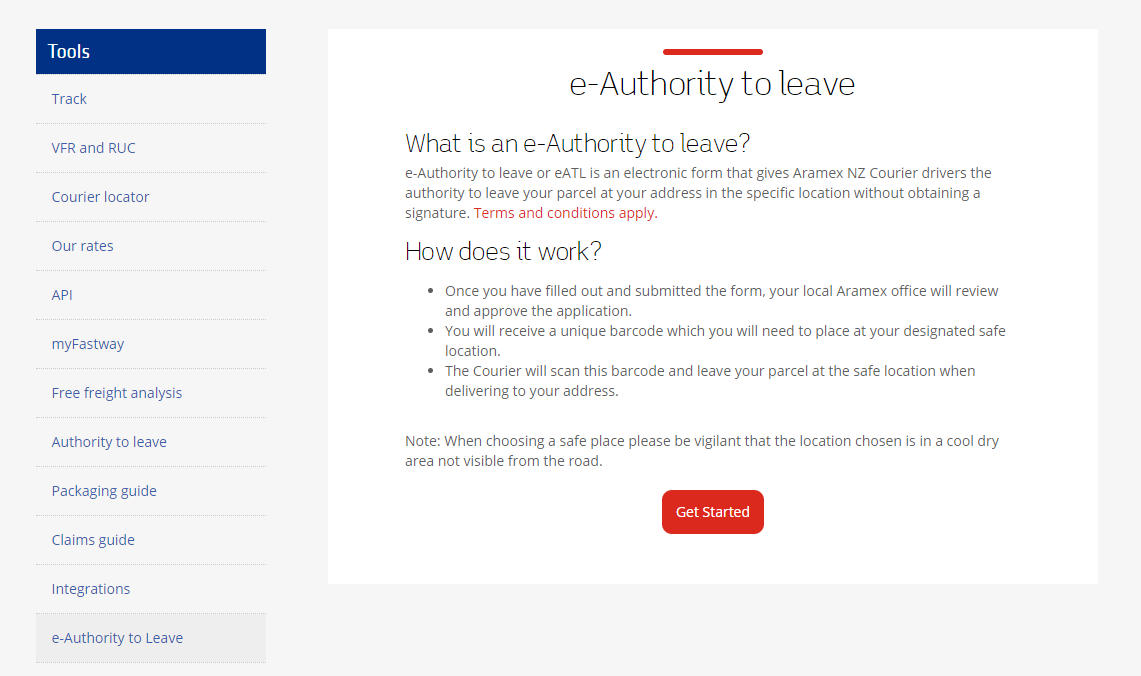 Tools
Track
VFR and RUC
Courier locator
Our rates
API
myFastway
Free freight analysis
Authority to leave
Packaging guide
Claims guide
Integrations
e-Authority to Leave
e-Authority to leave
What is an e-Authority to leave?
e-Authority to leave or eATL is an electronic form that gives Aramex NZ Courier drivers the
authority to leave your parcel at your address in the specific location without obtaining a
signature. Terms and conditions apply.
How does it work?
• Once you have filled out and submitted the form, your local Aramex office will review
and approve the application.
• You will receive a unique barcode which you will need to place at your designated safe
location.
• The Courier will scan this barcode and leave your parcel at the safe location when
delivering to your address.
Note: When choosing a safe place please be vigilant that the location chosen is in a cool dry
area not visible from the road.
Get Started